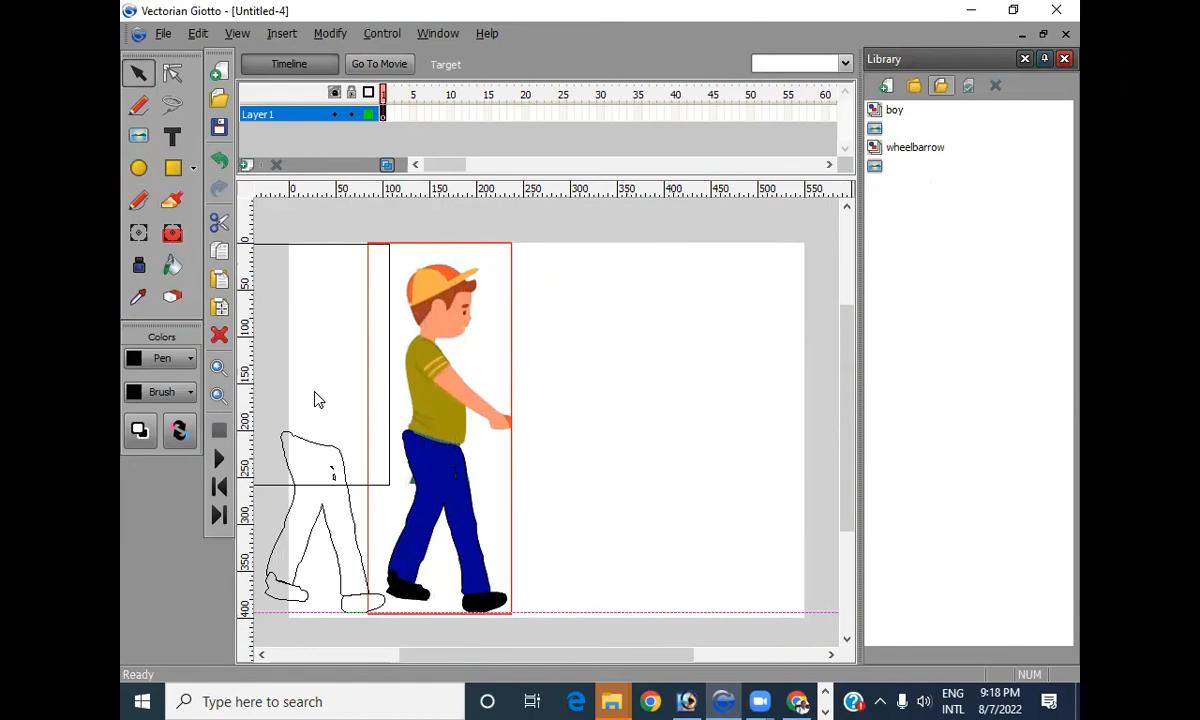 Vectorian Giotto - [Untitled-4]
File Edit View Insert Modify Control Window Help
Timeline Go To Movie Target
Library
1 5 10 15 20 25 30 35 40 45 50 55 60
Layer1
boy
wheelbarrow
0 50 100 150 200 250 300 350 400 450 500 550
0 50 100 150 200 250 300 350 400
Colors
Pen
Brush
Ready
NUM
Type here to search
ENG
INTL
9:18 PM
8/7/2022